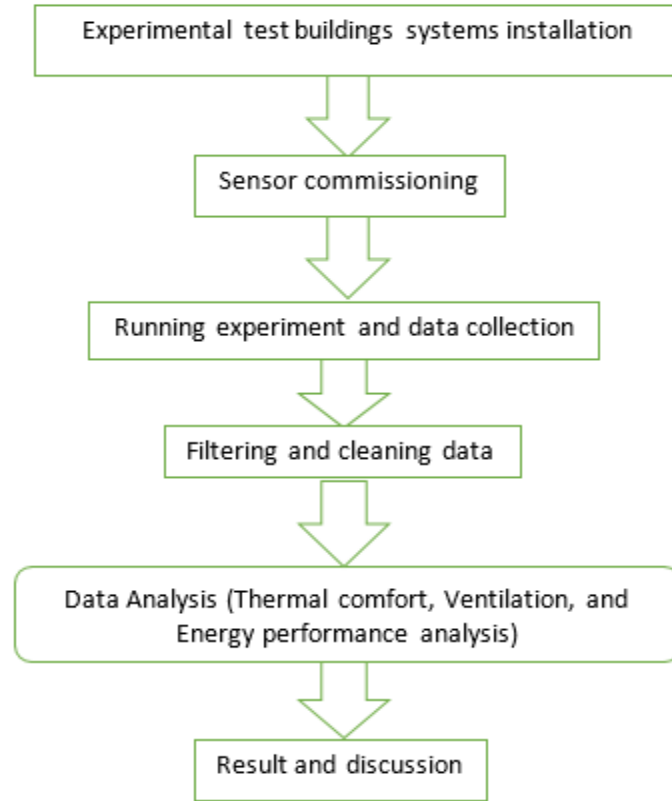 Experimental test buildings systems installation
Sensor commissioning
Running experiment and data collection
Filtering and cleaning data
Data Analysis (Thermal comfort, Ventilation, and
Energy performance analysis)
Result and discussion